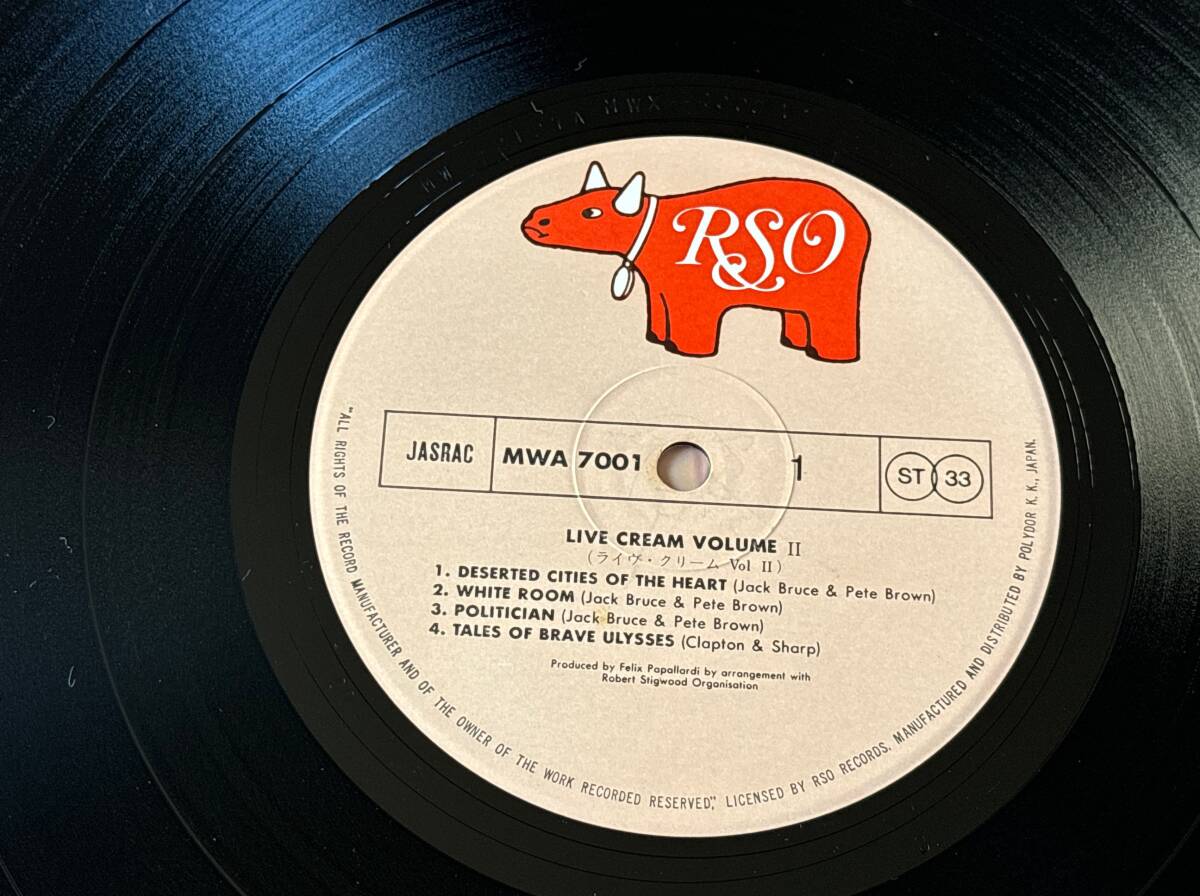 RSO
JASRAC
MWA 7001
1
ST 33
LIVE CREAM VOLUME II
(ライヴ・クリーム Vol II)
1. DESERTED CITIES OF THE HEART (Jack Bruce & Pete Brown)
2. WHITE ROOM (Jack Bruce & Pete Brown)
3. POLITICIAN (Jack Bruce & Pete Brown)
4. TALES OF BRAVE ULYSSES (Clapton & Sharp)
Produced by Felix Papallardi by arrangement with
Robert Stigwood Organisation
"ALL RIGHTS OF THE RECORD MANUFACTURER AND OF THE OWNER OF THE WORK RECORDED RESERVED", LICENSED BY RSO RECORDS. MANUFACTURED AND DISTRIBUTED BY POLYDOR K. K., JAPAN.